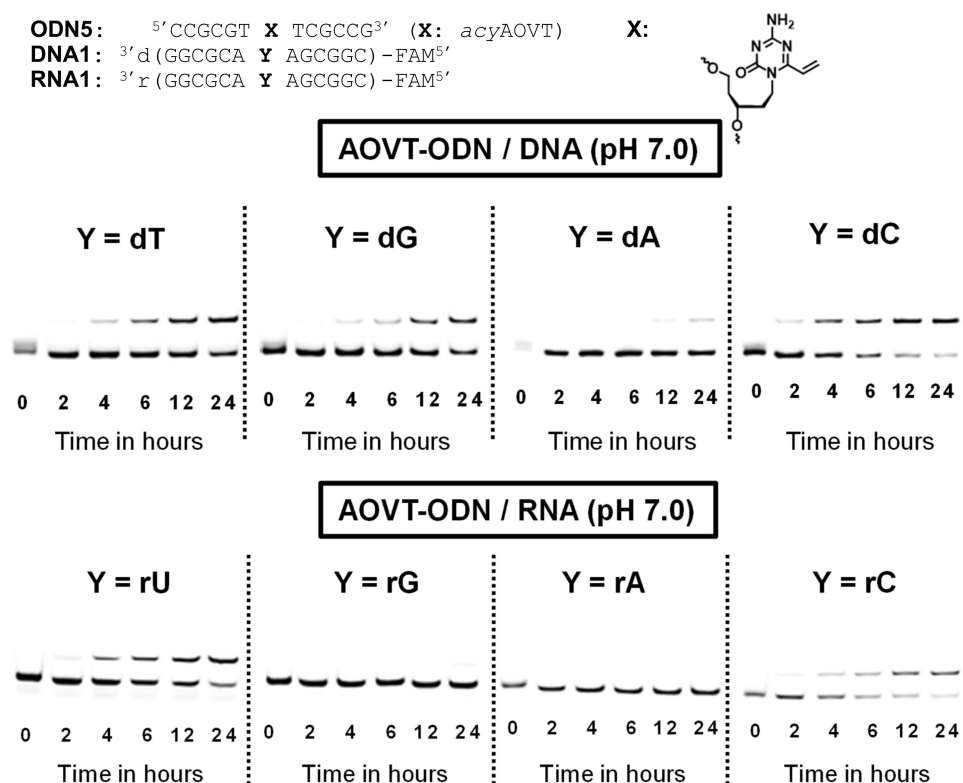 ODN5: 5'CCGCGT X TCGCCG3' (X: acyAOVT) X:
DNA1: 3'd(GGCGCA Y AGCGGC)-FAM5'
RNA1: 3'r(GGCGCA Y AGCGGC)-FAM5'
NH2
N N
O N
O
O
AOVT-ODN / DNA (pH 7.0)
Y = dT Y = dG Y = dA Y = dC
0 2 4 6 12 24 0 2 4 6 12 24 0 2 4 6 12 24 0 2 4 6 12 24
Time in hours Time in hours Time in hours Time in hours
AOVT-ODN / RNA (pH 7.0)
Y = rU Y = rG Y = rA Y = rC
0 2 4 6 12 24 0 2 4 6 12 24 0 2 4 6 12 24 0 2 4 6 12 24
Time in hours Time in hours Time in hours Time in hours